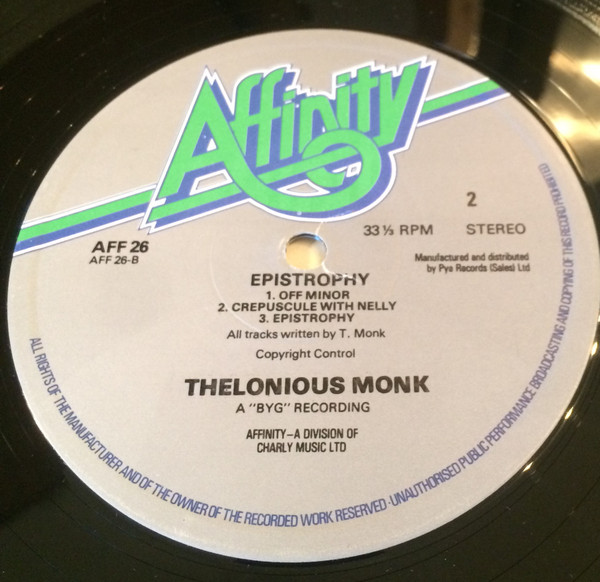 Affinity
2
33 ⅓ RPM STEREO
AFF 26
AFF 26-B
Manufactured and distributed
by Pye Records (Sales) Ltd
EPISTROPHY
1. OFF MINOR
2. CREPUSCULE WITH NELLY
3. EPISTROPHY
All tracks written by T. Monk
Copyright Control
THELONIOUS MONK
A "BYG" RECORDING
AFFINITY-A DIVISION OF
CHARLY MUSIC LTD
ALL RIGHTS OF THE MANUFACTURER AND OF THE OWNER OF THE RECORDED WORK RESERVED · UNAUTHORISED PUBLIC PERFORMANCE BROADCASTING AND COPYING OF THIS RECORD PROHIBITED